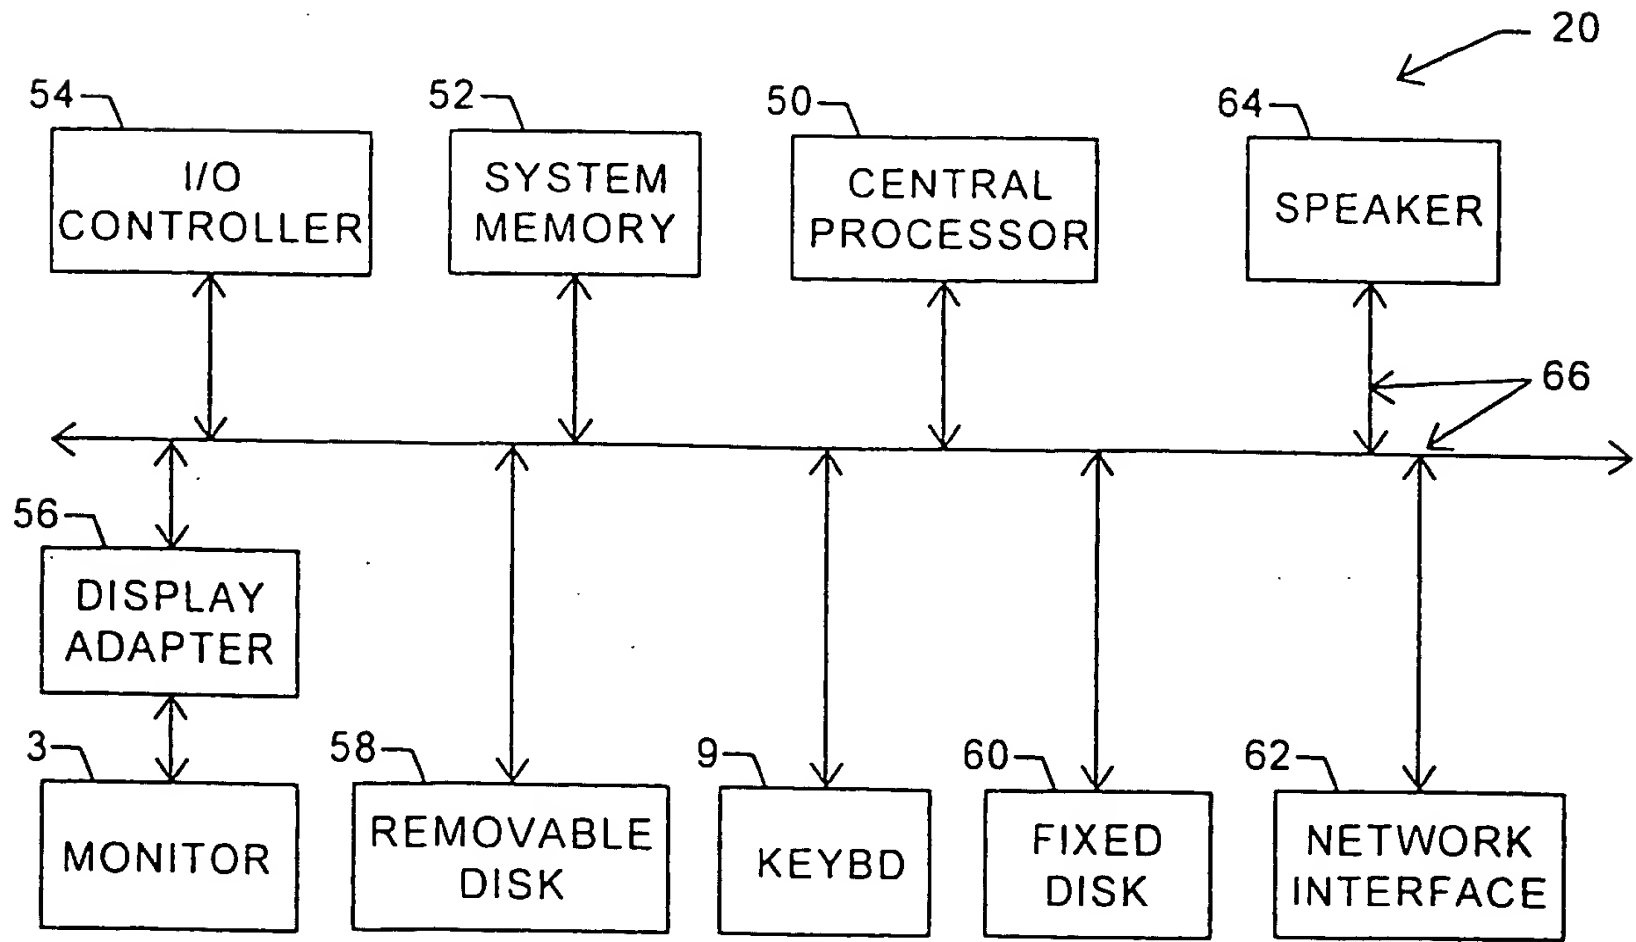 20
54
52
50
64
I/O
CONTROLLER
SYSTEM
MEMORY
CENTRAL
PROCESSOR
SPEAKER
66
56
DISPLAY
ADAPTER
3
58
9
60
62
MONITOR
REMOVABLE
DISK
KEYBD
FIXED
DISK
NETWORK
INTERFACE